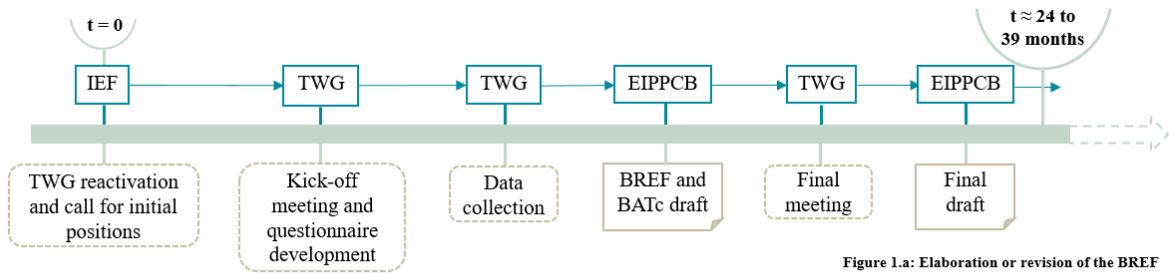 t = 0
t ≈ 24 to
39 months
IEF
TWG
TWG
EIPPCB
TWG
EIPPCB
TWG reactivation
and call for initial
positions
Kick-off
meeting and
questionnaire
development
Data
collection
BREF and
BATc draft
Final
meeting
Final
draft
Figure 1.a: Elaboration or revision of the BREF